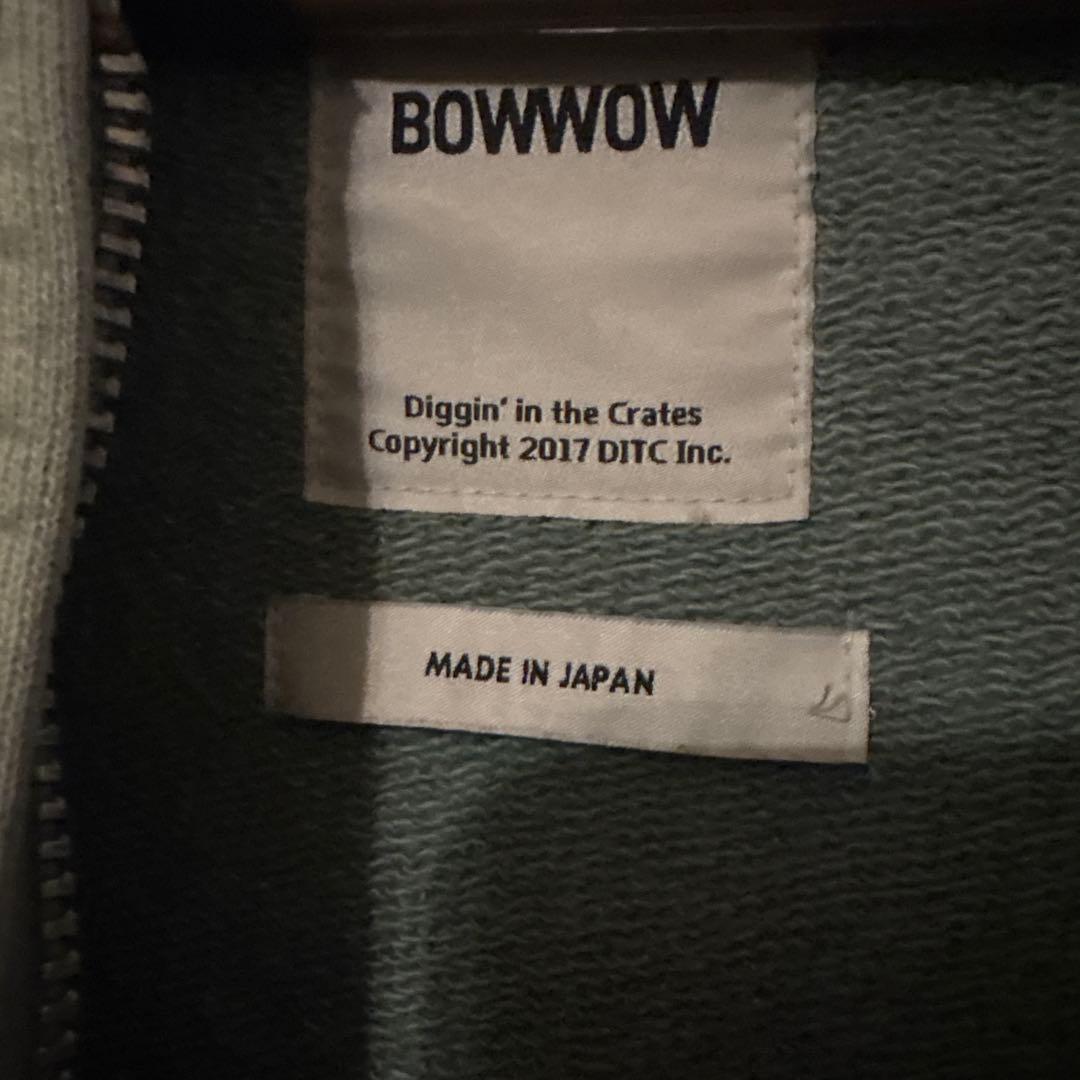 BOWWOW
Diggin' in the Crates
Copyright 2017 DITC Inc.
MADE IN JAPAN